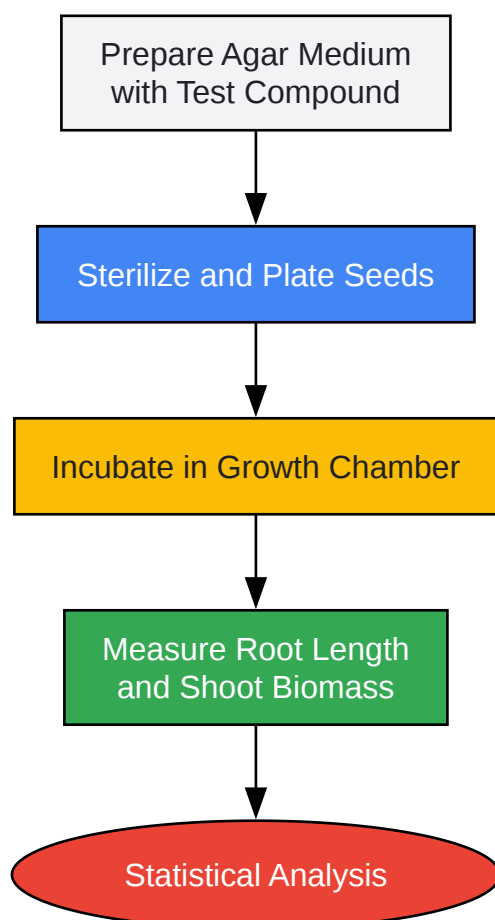 Prepare Agar Medium
with Test Compound
Sterilize and Plate Seeds
Incubate in Growth Chamber
Measure Root Length
and Shoot Biomass
Statistical Analysis